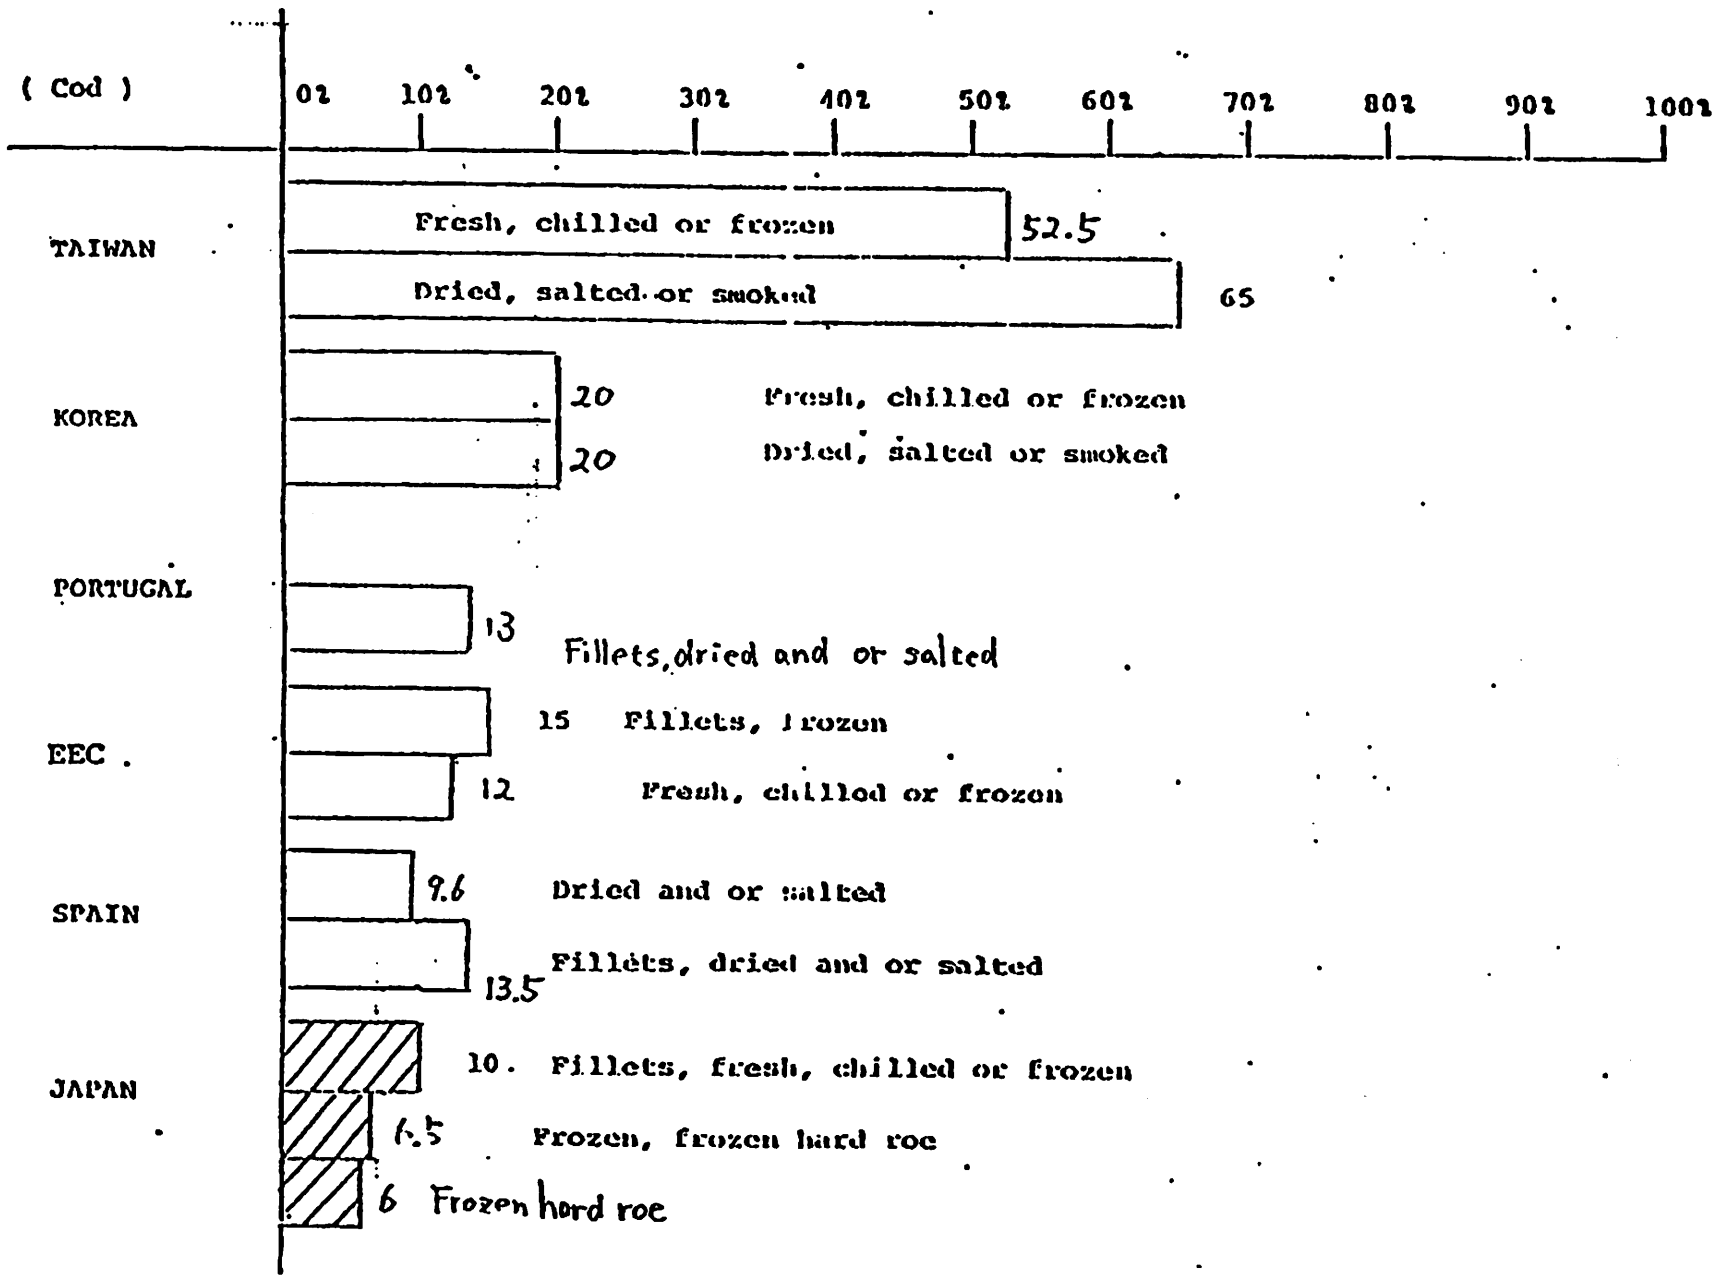 ( Cod )
0% 10% 20% 30% 40% 50% 60% 70% 80% 90% 100%
TAIWAN
Fresh, chilled or frozen 52.5
Dried, salted or smoked 65
KOREA
20 Fresh, chilled or frozen
20 Dried, salted or smoked
PORTUGAL
13
Fillets, dried and or salted
EEC
15 Fillets, frozen
12 Fresh, chilled or frozen
SPAIN
9.6 Dried and or salted
13.5 Fillets, dried and or salted
JAPAN
10. Fillets, fresh, chilled or frozen
6.5 Frozen, frozen hard roe
6 Frozen hard roe